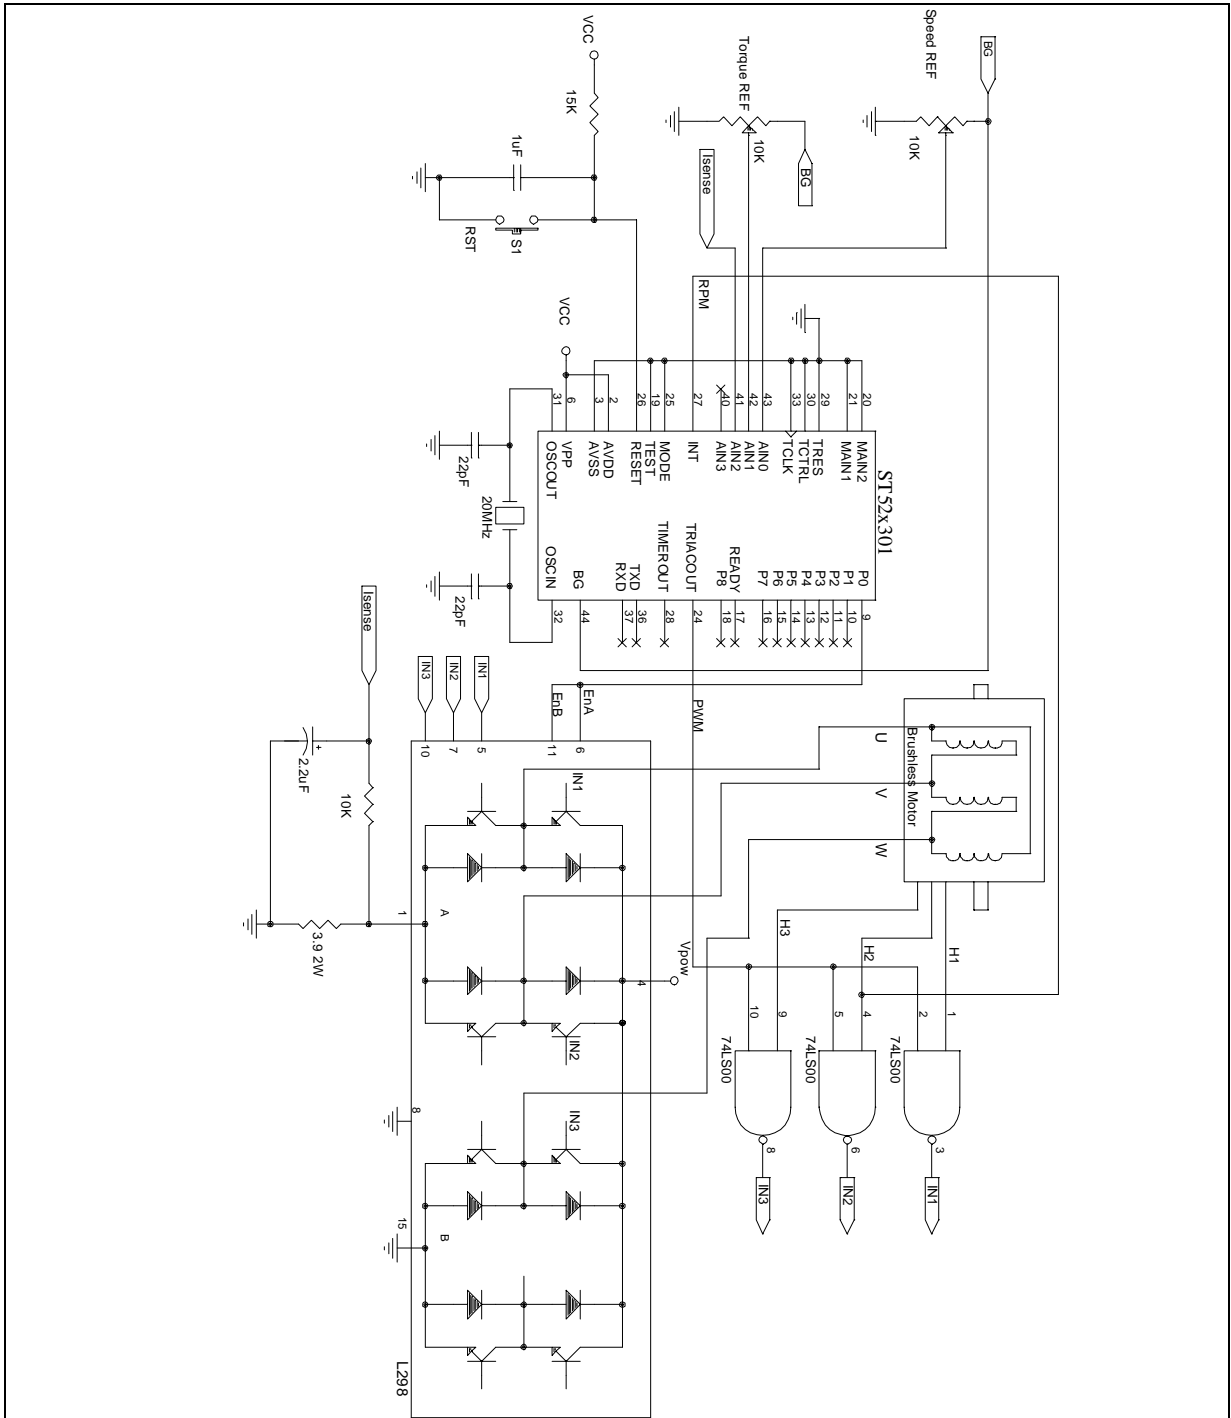 VCC
15K
1uF
RST
S1
Torque REF
10K
BG
Isense
Speed REF
10K
BG
RPM
VCC
ST52x301
20
21
29
30
33
43
42
41
40
27
25
19
26
2
3
6
31
MAIN2
MAIN1
TRES
TCTRL
TCLK
AIN0
AIN1
AIN2
AIN3
INT
MODE
TEST
RESET
AVDD
AVSS
VPP
OSCOUT
P0
P1
P2
P3
P4
P5
P6
P7
READY
P8
TRIACOUT
TIMEROUT
TXD
RXD
BG
OSCIN
9
10
11
12
13
14
15
16
17
18
24
28
36
37
44
32
22pF
20MHz
22pF
Isense
2.2uF
+
10K
3.9 2W
IN1
IN2
IN3
EnA
EnB
PWM
6
11
5
7
10
U
V
W
Brushless Motor
H1
H2
H3
1
2
4
5
9
10
74LS00
74LS00
74LS00
3
6
8
IN1
IN2
IN3
IN1
A
1
Vpow
4
IN2
8
IN3
15
B
L298